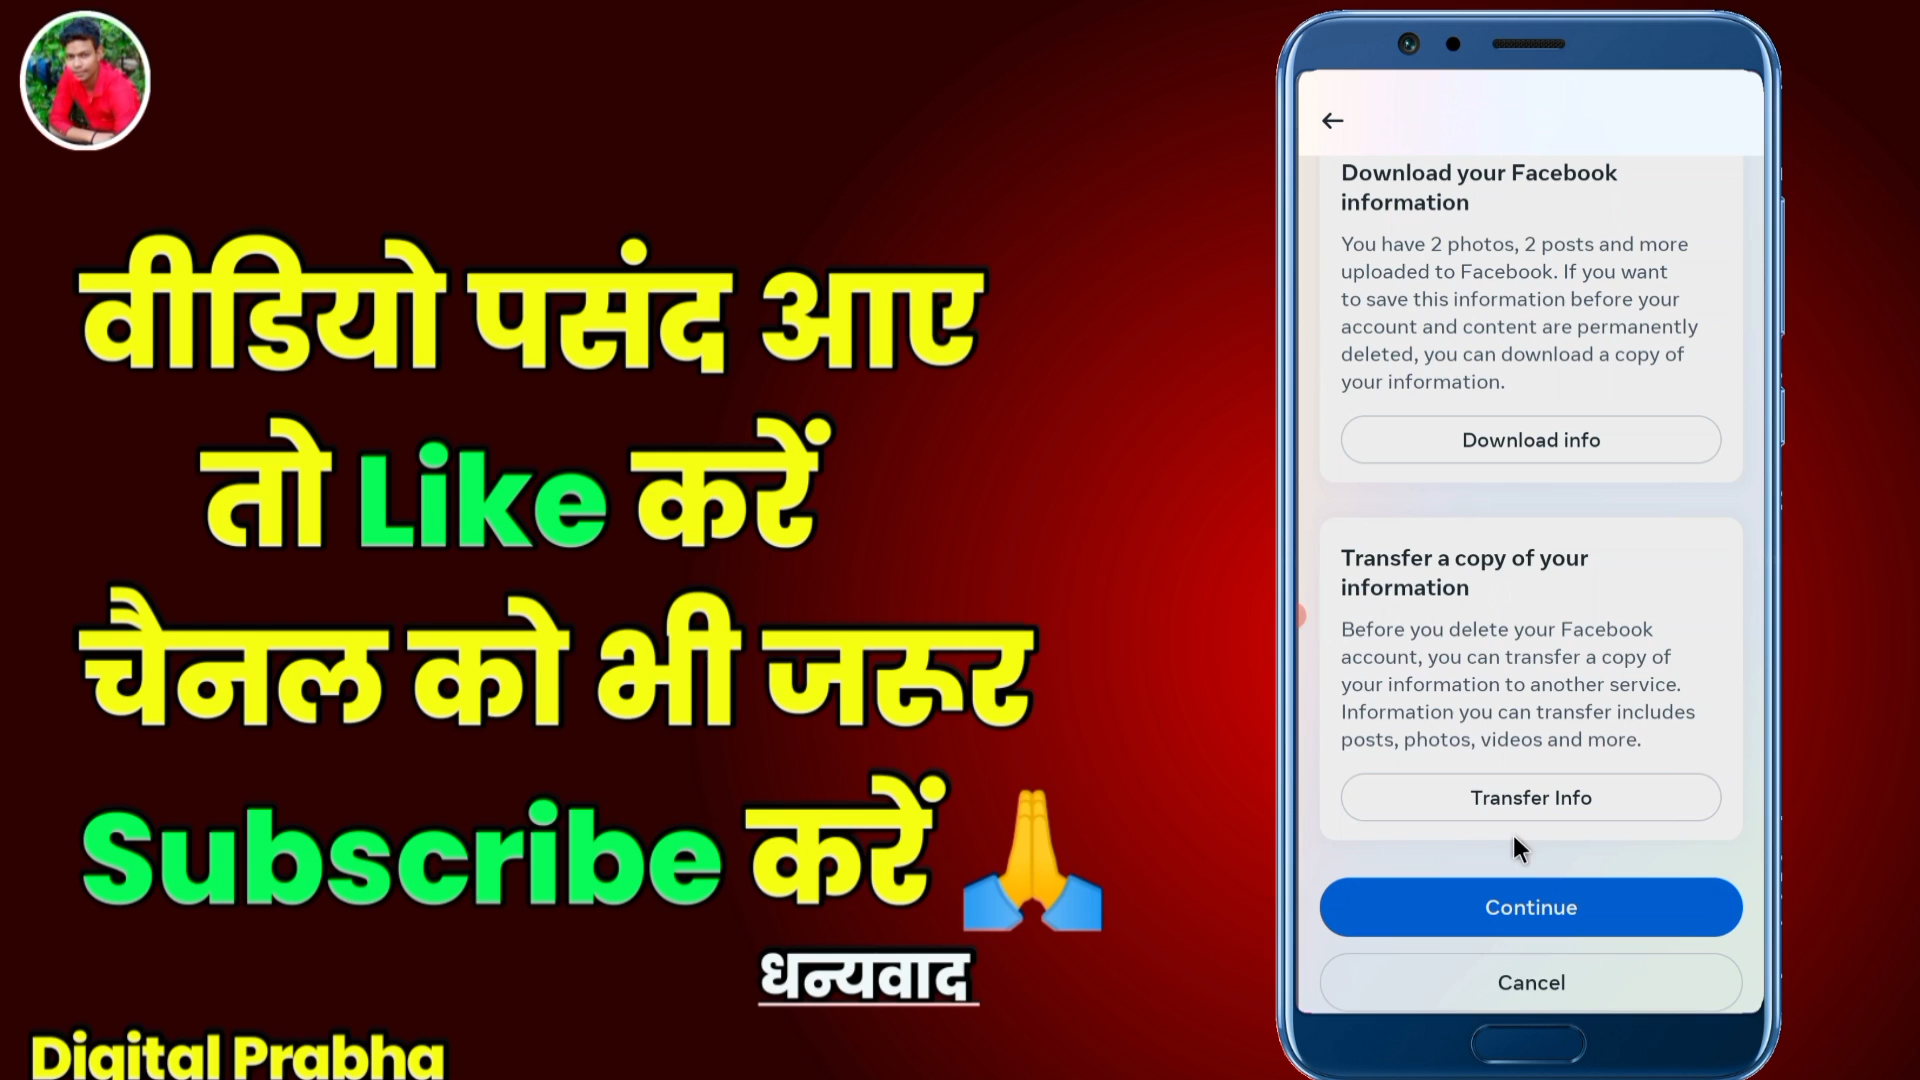 वीडियो पसंद आए
तो Like करें
चैनल को भी जरूर
Subscribe करें
धन्यवाद
Digital Prabha
Download your Facebook
information
You have 2 photos, 2 posts and more
uploaded to Facebook. If you want
to save this information before your
account and content are permanently
deleted, you can download a copy of
your information.
Download info
Transfer a copy of your
information
Before you delete your Facebook
account, you can transfer a copy of
your information to another service.
Information you can transfer includes
posts, photos, videos and more.
Transfer Info
Continue
Cancel